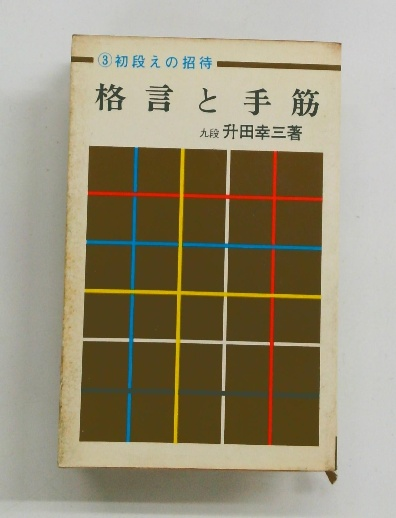 ③初段えの招待
格言と手筋
九段 升田幸三著